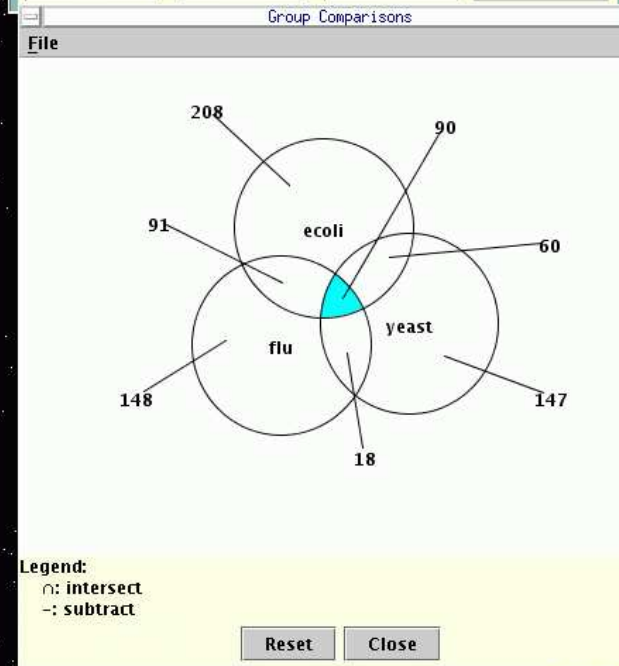 Group Comparisons
File
208
90
91
ecoli
60
yeast
flu
148
147
18
Legend:
∩: intersect
-: subtract
Reset Close